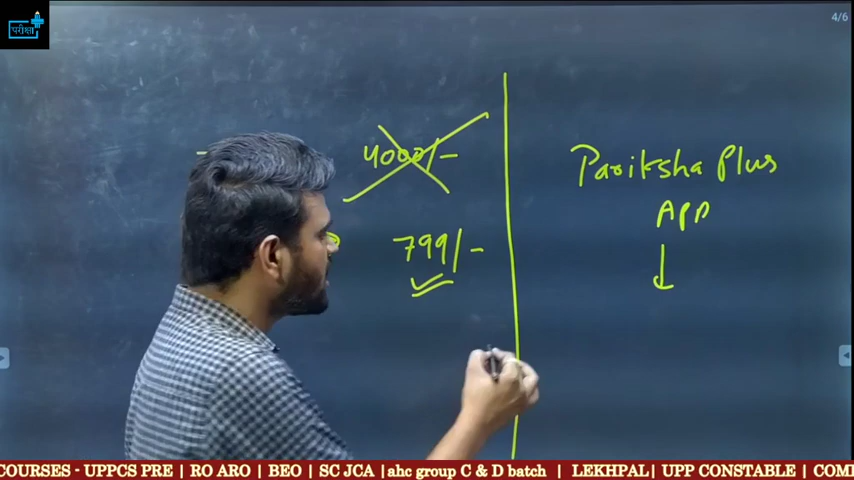 परीक्षा
4/6
4000/-
799/-
Pariksha Plus
App
COURSES - UPPCS PRE | RO ARO | BEO | SC JCA |ahc group C & D batch | LEKHPAL| UPP CONSTABLE | COM